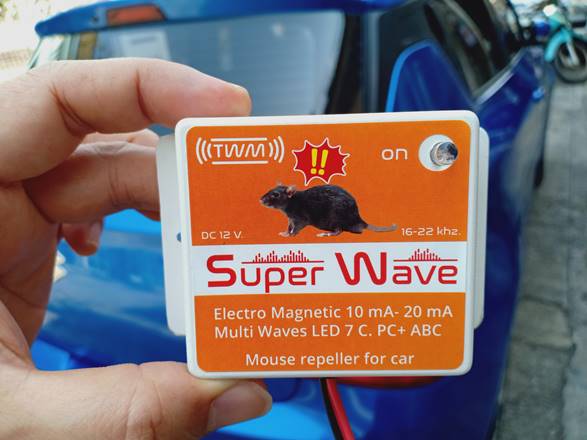 TWM
!!
on
DC 12 V.
16-22 khz.
Super Wave
Electro Magnetic 10 mA- 20 mA
Multi Waves LED 7 C. PC+ ABC
Mouse repeller for car